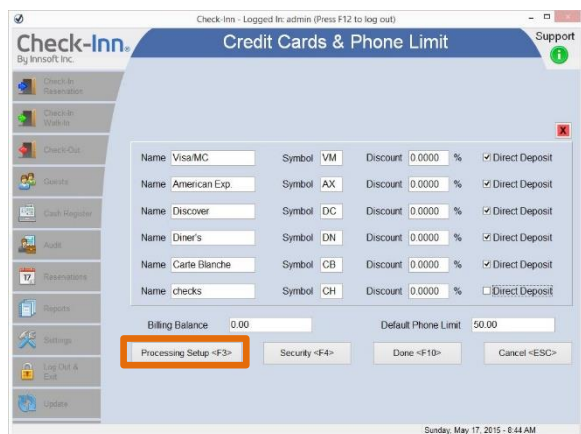 Check-Inn - Logged In: admin (Press F12 to log out)
Check-Inn®
By Innsoft Inc.
Credit Cards & Phone Limit
Support
Check-In Reservation
Check-In Walk-In
Check-Out
Guests
Cash Register
Audit
Reservations
Reports
Settings
Log Out & Exit
Update
X
Name Visa/MC Symbol VM Discount 0.0000 % Direct Deposit
Name American Exp. Symbol AX Discount 0.0000 % Direct Deposit
Name Discover Symbol DC Discount 0.0000 % Direct Deposit
Name Diner's Symbol DN Discount 0.0000 % Direct Deposit
Name Carte Blanche Symbol CB Discount 0.0000 % Direct Deposit
Name checks Symbol CH Discount 0.0000 % Direct Deposit
Billing Balance 0.00 Default Phone Limit 50.00
Processing Setup <F3> Security <F4> Done <F10> Cancel <ESC>
Sunday, May 17, 2015 - 8:44 AM